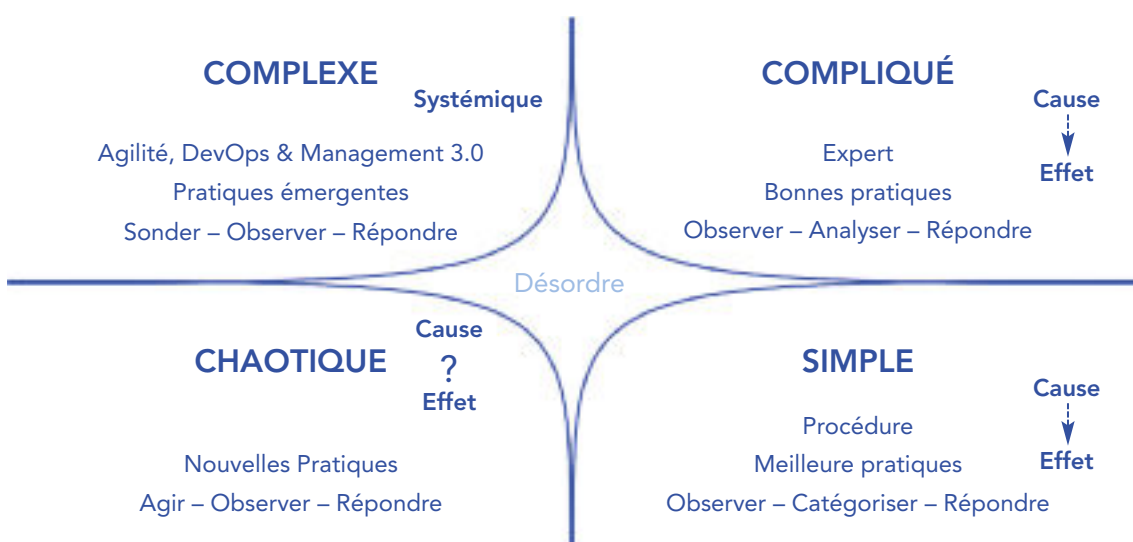 COMPLEXE
Systémique
Agilité, DevOps & Management 3.0
Pratiques émergentes
Sonder – Observer – Répondre
COMPLIQUÉ
Cause
Effet
Expert
Bonnes pratiques
Observer – Analyser – Répondre
Désordre
CHAOTIQUE
Cause
?
Effet
Nouvelles Pratiques
Agir – Observer – Répondre
SIMPLE
Cause
Effet
Procédure
Meilleure pratiques
Observer – Catégoriser – Répondre